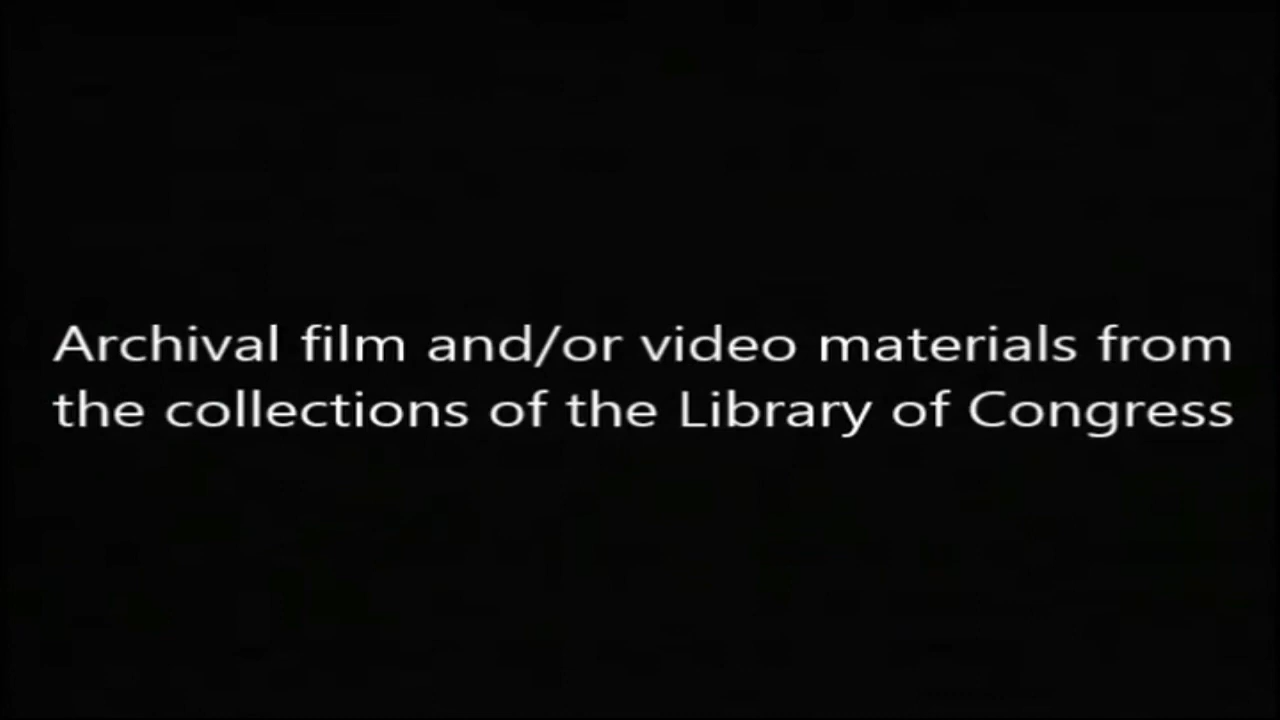 Archival film and/or video materials from
the collections of the Library of Congress